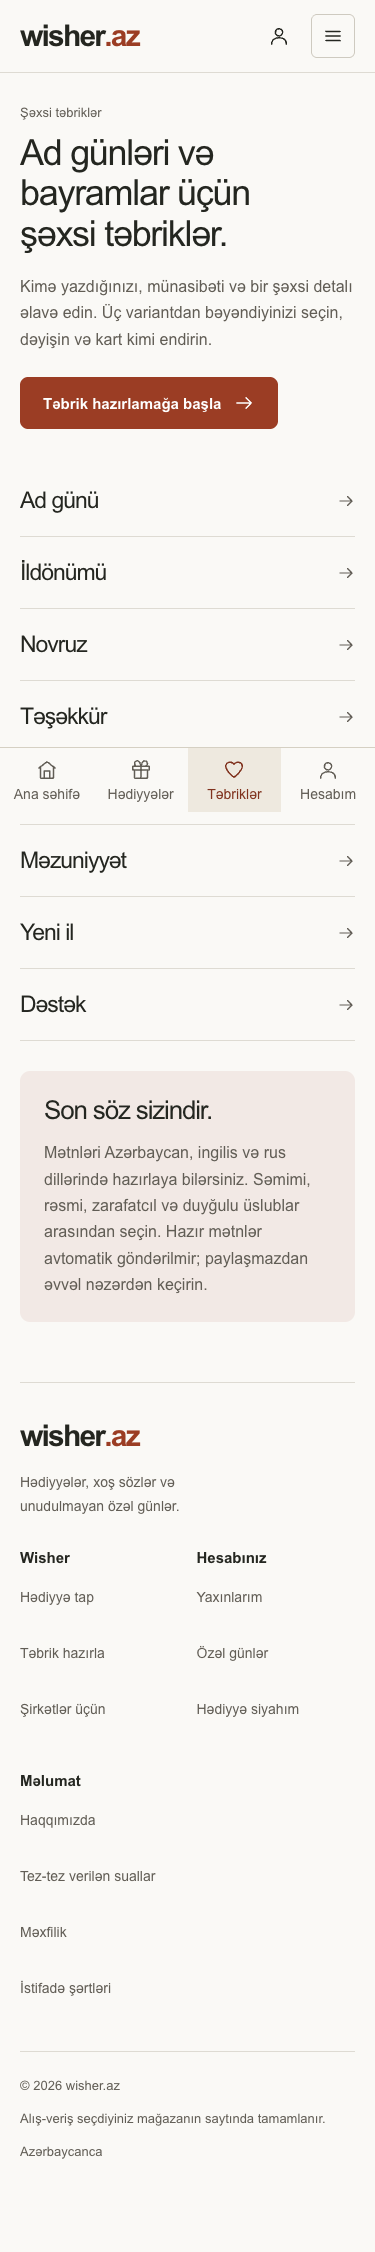 wisher.az
Şəxsi təbriklər
Ad günləri və
bayramlar üçün
şəxsi təbriklər.
Kimə yazdığınızı, münasibəti və bir şəxsi detalı
əlavə edin. Üç variantdan bəyəndiyinizi seçin,
dəyişin və kart kimi endirin.
Təbrik hazırlamağa başla
Ad günü
İldönümü
Novruz
Təşəkkür
Ana səhifə
Hədiyyələr
Təbriklər
Hesabım
Məzuniyyət
Yeni il
Dəstək
Son söz sizindir.
Mətnləri Azərbaycan, ingilis və rus
dillərində hazırlaya bilərsiniz. Səmimi,
rəsmi, zarafatcıl və duyğulu üslublar
arasından seçin. Hazır mətnlər
avtomatik göndərilmir; paylaşmazdan
əvvəl nəzərdən keçirin.
wisher.az
Hədiyyələr, xoş sözlər və
unudulmayan özəl günlər.
Wisher
Hədiyyə tap
Təbrik hazırla
Şirkətlər üçün
Hesabınız
Yaxınlarım
Özəl günlər
Hədiyyə siyahım
Məlumat
Haqqımızda
Tez-tez verilən suallar
Məxfilik
İstifadə şərtləri
© 2026 wisher.az
Alış-veriş seçdiyiniz mağazanın saytında tamamlanır.
Azərbaycanca